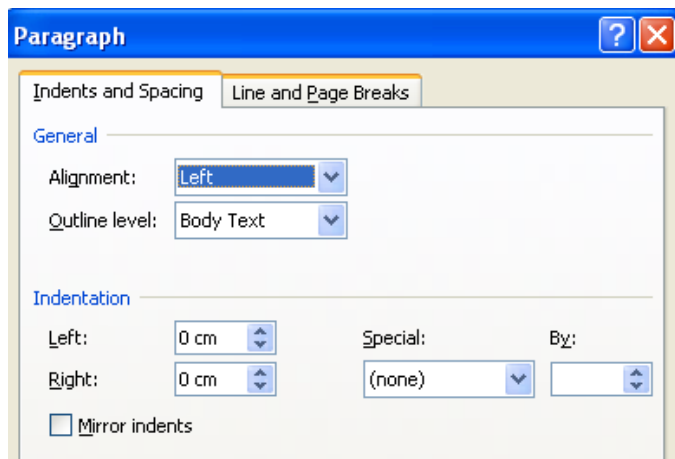 Paragraph ?
Indents and Spacing Line and Page Breaks
General
Alignment: Left
Outline level: Body Text
Indentation
Left: 0 cm Special: By:
Right: 0 cm (none)
Mirror indents